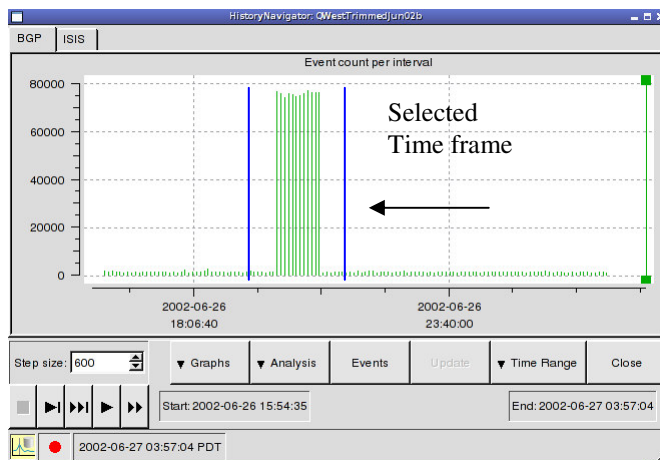 HistoryNavigator: QWestTrimmedJun02b
BGP ISIS
Event count per interval
80000
60000
40000
20000
0
Selected
Time frame
2002-06-26 2002-06-26
18:06:40 23:40:00
Step size: 600 Graphs Analysis Events Update Time Range Close
Start: 2002-06-26 15:54:35 End: 2002-06-27 03:57:04
2002-06-27 03:57:04 PDT